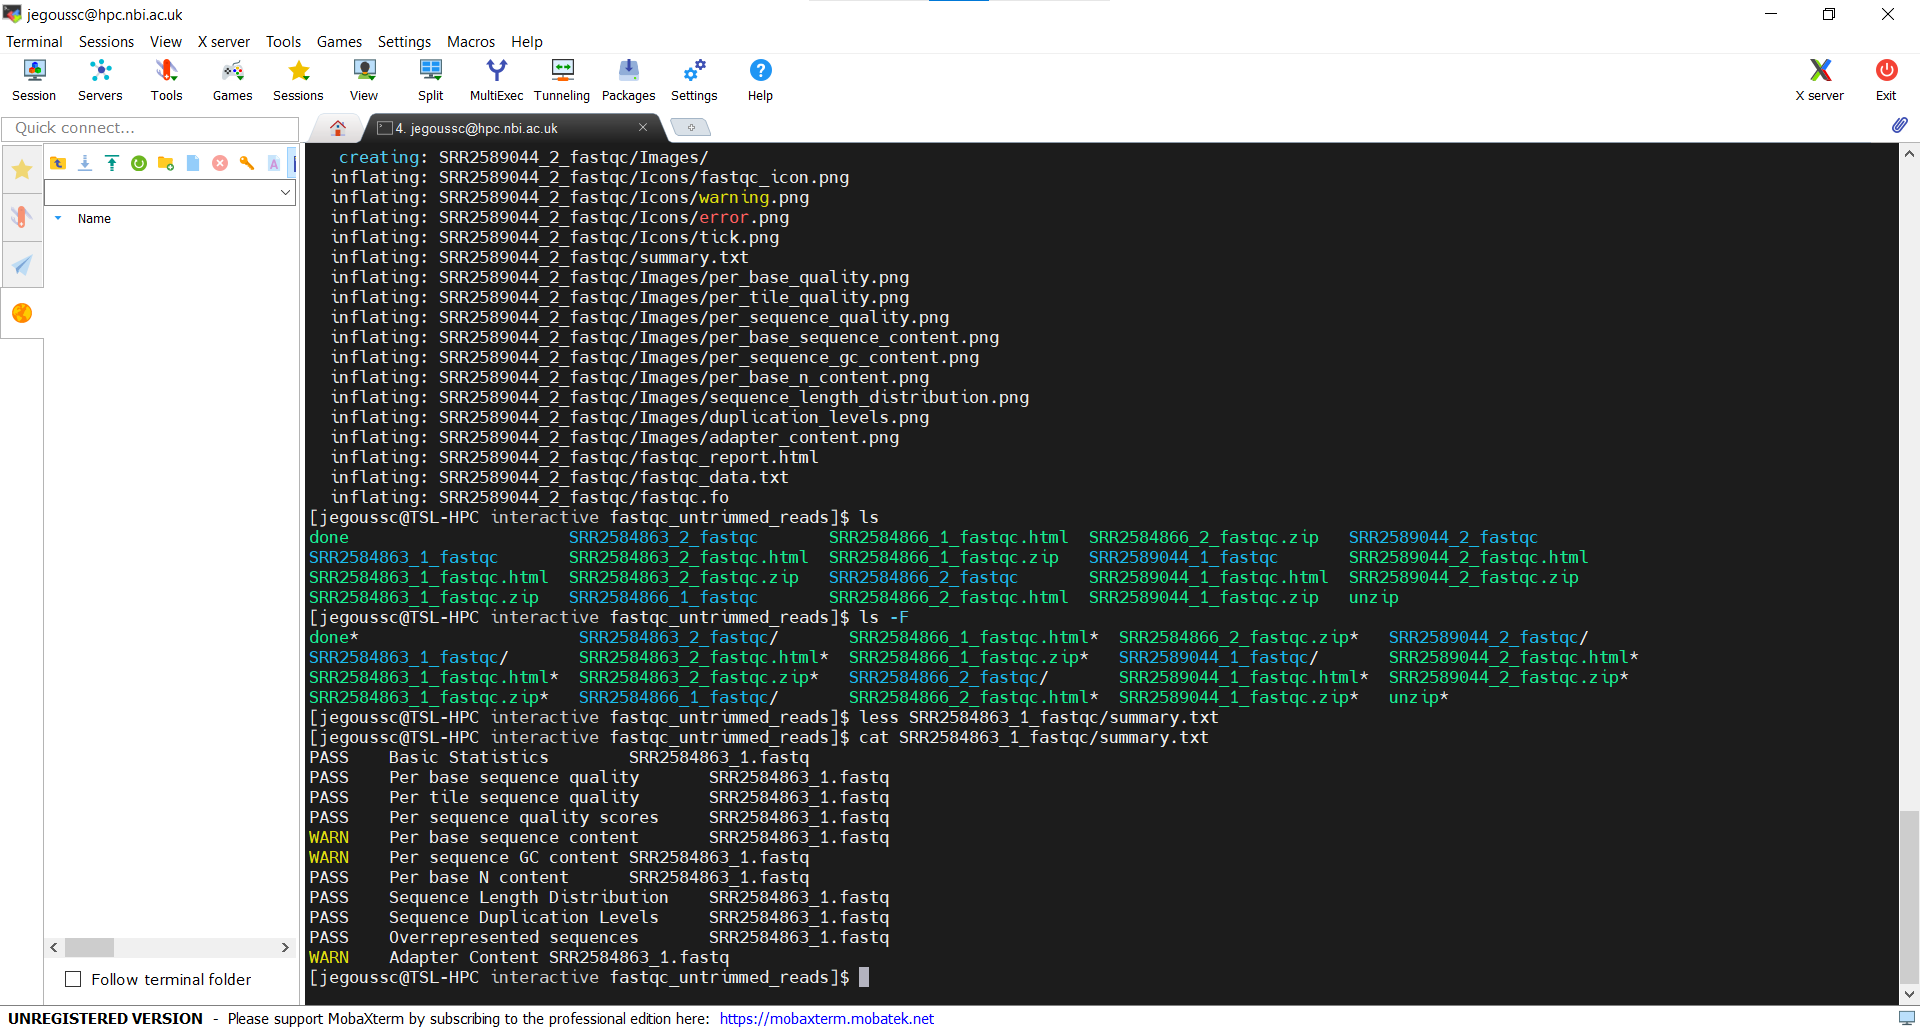 jegoussc@hpc.nbi.ac.uk
Terminal Sessions View X server Tools Games Settings Macros Help
Session Servers Tools Games Sessions View Split MultiExec Tunneling Packages Settings Help X server Exit
Quick connect...
4. jegoussc@hpc.nbi.ac.uk
Name
creating: SRR2589044_2_fastqc/Images/
inflating: SRR2589044_2_fastqc/Icons/fastqc_icon.png
inflating: SRR2589044_2_fastqc/Icons/warning.png
inflating: SRR2589044_2_fastqc/Icons/error.png
inflating: SRR2589044_2_fastqc/Icons/tick.png
inflating: SRR2589044_2_fastqc/summary.txt
inflating: SRR2589044_2_fastqc/Images/per_base_quality.png
inflating: SRR2589044_2_fastqc/Images/per_tile_quality.png
inflating: SRR2589044_2_fastqc/Images/per_sequence_quality.png
inflating: SRR2589044_2_fastqc/Images/per_base_sequence_content.png
inflating: SRR2589044_2_fastqc/Images/per_sequence_gc_content.png
inflating: SRR2589044_2_fastqc/Images/per_base_n_content.png
inflating: SRR2589044_2_fastqc/Images/sequence_length_distribution.png
inflating: SRR2589044_2_fastqc/Images/duplication_levels.png
inflating: SRR2589044_2_fastqc/Images/adapter_content.png
inflating: SRR2589044_2_fastqc/fastqc_report.html
inflating: SRR2589044_2_fastqc/fastqc_data.txt
inflating: SRR2589044_2_fastqc/fastqc.fo
[jegoussc@TSL-HPC interactive fastqc_untrimmed_reads]$ ls
done SRR2584863_2_fastqc SRR2584866_1_fastqc.html SRR2584866_2_fastqc.zip SRR2589044_2_fastqc
SRR2584863_1_fastqc SRR2584863_2_fastqc.html SRR2584866_1_fastqc.zip SRR2589044_1_fastqc SRR2589044_2_fastqc.html
SRR2584863_1_fastqc.html SRR2584863_2_fastqc.zip SRR2584866_2_fastqc SRR2589044_1_fastqc.html SRR2589044_2_fastqc.zip
SRR2584863_1_fastqc.zip SRR2584866_1_fastqc SRR2584866_2_fastqc.html SRR2589044_1_fastqc.zip unzip
[jegoussc@TSL-HPC interactive fastqc_untrimmed_reads]$ ls -F
done* SRR2584863_2_fastqc/ SRR2584866_1_fastqc.html* SRR2584866_2_fastqc.zip* SRR2589044_2_fastqc/
SRR2584863_1_fastqc/ SRR2584863_2_fastqc.html* SRR2584866_1_fastqc.zip* SRR2589044_1_fastqc/ SRR2589044_2_fastqc.html*
SRR2584863_1_fastqc.html* SRR2584863_2_fastqc.zip* SRR2584866_2_fastqc/ SRR2589044_1_fastqc.html* SRR2589044_2_fastqc.zip*
SRR2584863_1_fastqc.zip* SRR2584866_1_fastqc/ SRR2584866_2_fastqc.html* SRR2589044_1_fastqc.zip* unzip*
[jegoussc@TSL-HPC interactive fastqc_untrimmed_reads]$ less SRR2584863_1_fastqc/summary.txt
[jegoussc@TSL-HPC interactive fastqc_untrimmed_reads]$ cat SRR2584863_1_fastqc/summary.txt
PASS Basic Statistics SRR2584863_1.fastq
PASS Per base sequence quality SRR2584863_1.fastq
PASS Per tile sequence quality SRR2584863_1.fastq
PASS Per sequence quality scores SRR2584863_1.fastq
WARN Per base sequence content SRR2584863_1.fastq
WARN Per sequence GC content SRR2584863_1.fastq
PASS Per base N content SRR2584863_1.fastq
PASS Sequence Length Distribution SRR2584863_1.fastq
PASS Sequence Duplication Levels SRR2584863_1.fastq
PASS Overrepresented sequences SRR2584863_1.fastq
WARN Adapter Content SRR2584863_1.fastq
[jegoussc@TSL-HPC interactive fastqc_untrimmed_reads]$
Follow terminal folder
UNREGISTERED VERSION - Please support MobaXterm by subscribing to the professional edition here: https://mobaxterm.mobatek.net